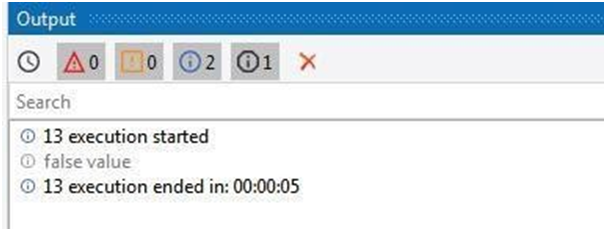 Output
0 0 2 1
Search
13 execution started
false value
13 execution ended in: 00:00:05